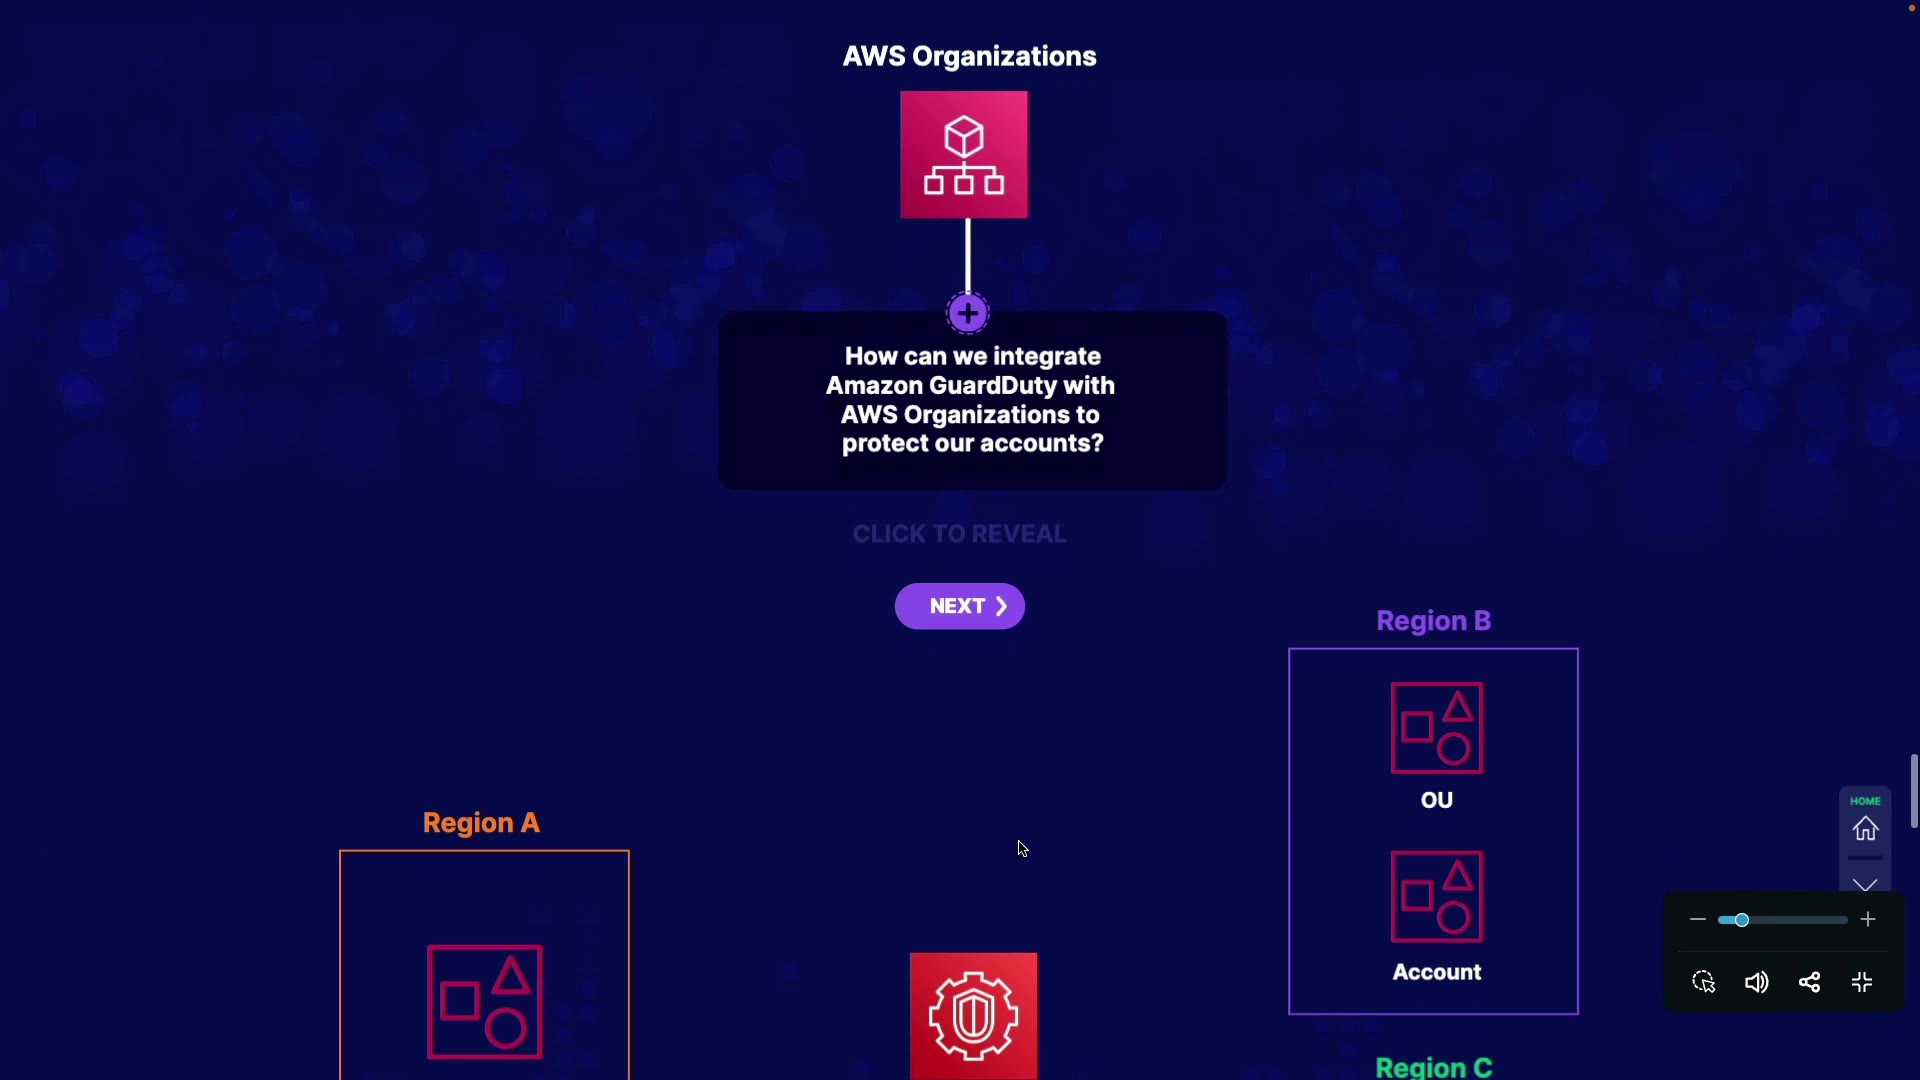 AWS Organizations
How can we integrate
Amazon GuardDuty with
AWS Organizations to
protect our accounts?
CLICK TO REVEAL
NEXT
Region B
OU
Region A
HOME
Account
Region C